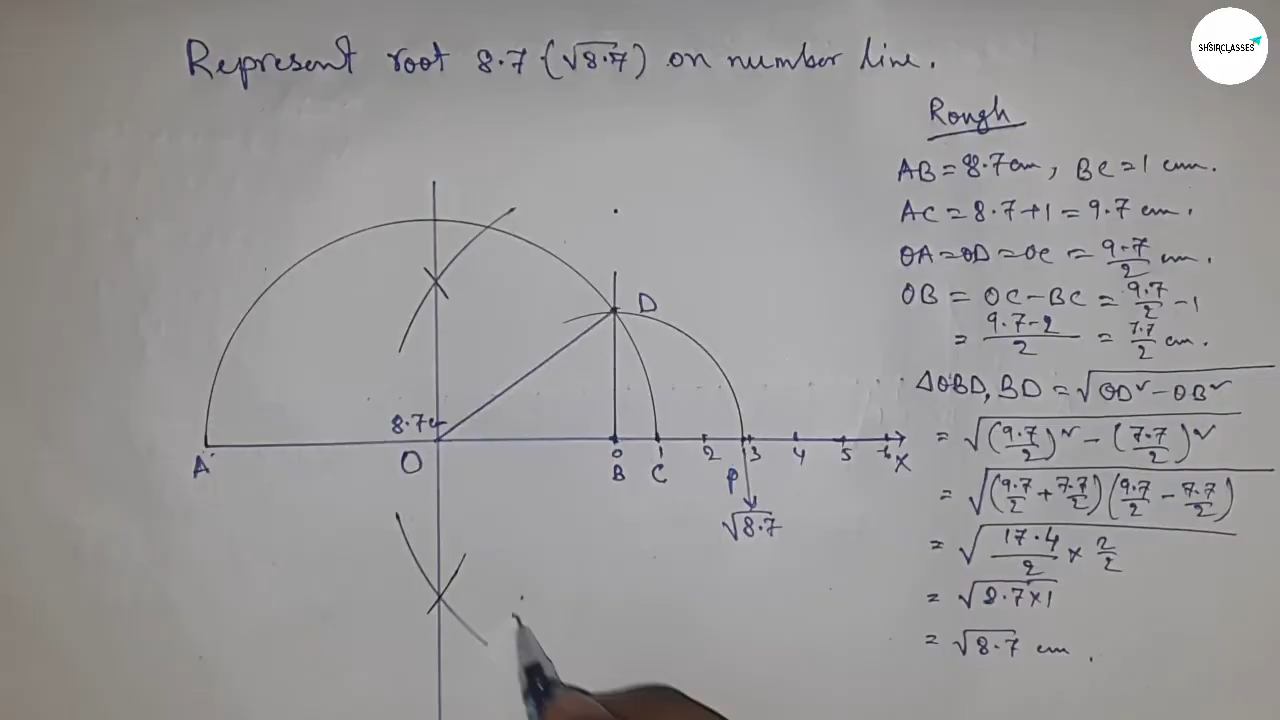 SHSIRCLASSES
Represent root 8.7 (√8.7) on number line.
Rough
AB = 8.7 cm, BC = 1 cm.
AC = 8.7 + 1 = 9.7 cm.
OA = OD = OC = 9.7/2 cm.
OB = OC - BC = 9.7/2 - 1
= 9.7-2/2 = 7.7/2 cm.
ΔOBD, BD = √OD² - OB²
= √(9.7/2)² - (7.7/2)²
= √(9.7/2 + 7.7/2)(9.7/2 - 7.7/2)
= √17.4/2 × 2/2
= √8.7×1
= √8.7 cm.
D
8.7c
A O
0 1 2 3 4 5 6 X
B C P
√8.7